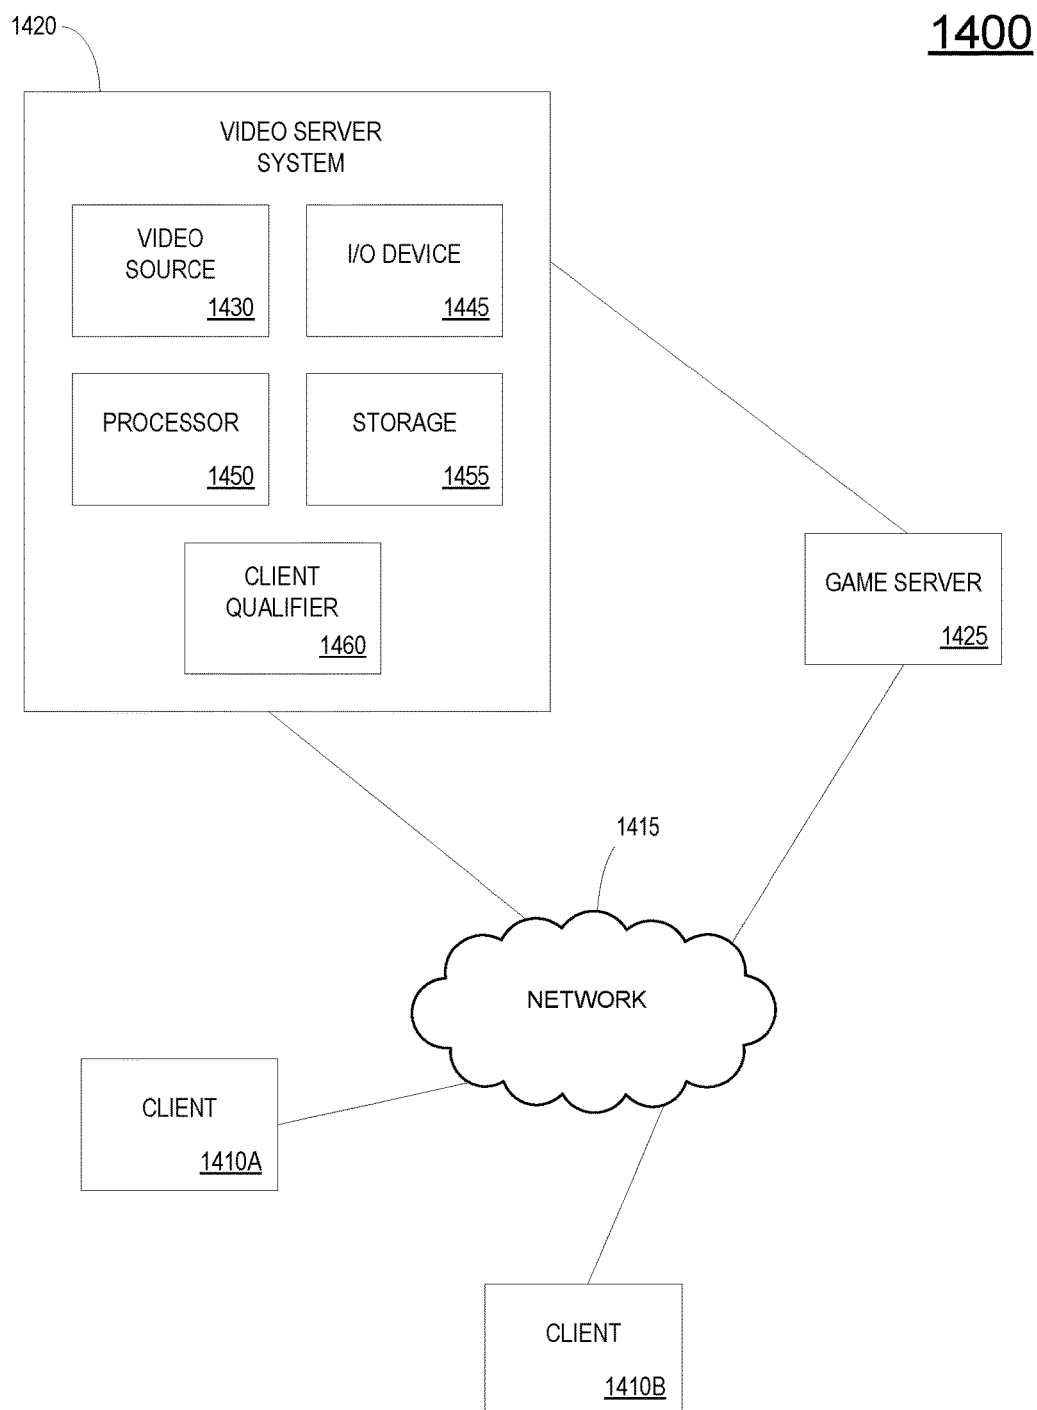 1420
1400
VIDEO SERVER
SYSTEM
VIDEO
SOURCE
1430
I/O DEVICE
1445
PROCESSOR
1450
STORAGE
1455
CLIENT
QUALIFIER
1460
GAME SERVER
1425
1415
NETWORK
CLIENT
1410A
CLIENT
1410B